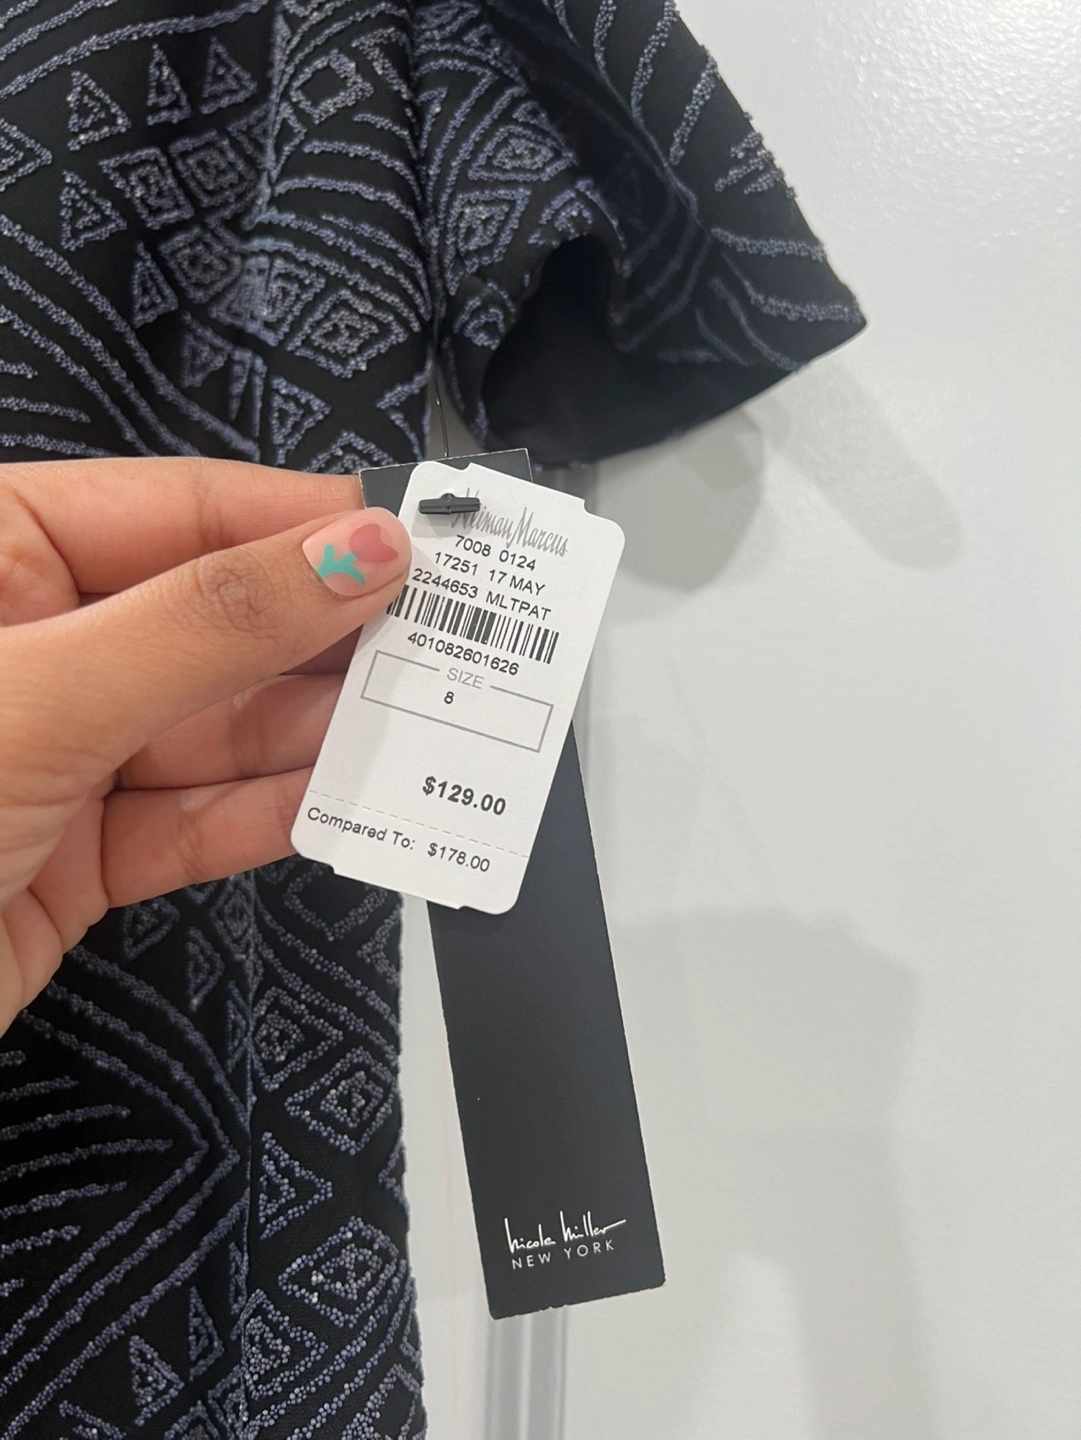 Neiman Marcus
7008 0124
17251 17 MAY
2244653 MLTPAT
401082601626
SIZE
8
$129.00
Compared To: $178.00
nicole miller
NEW YORK